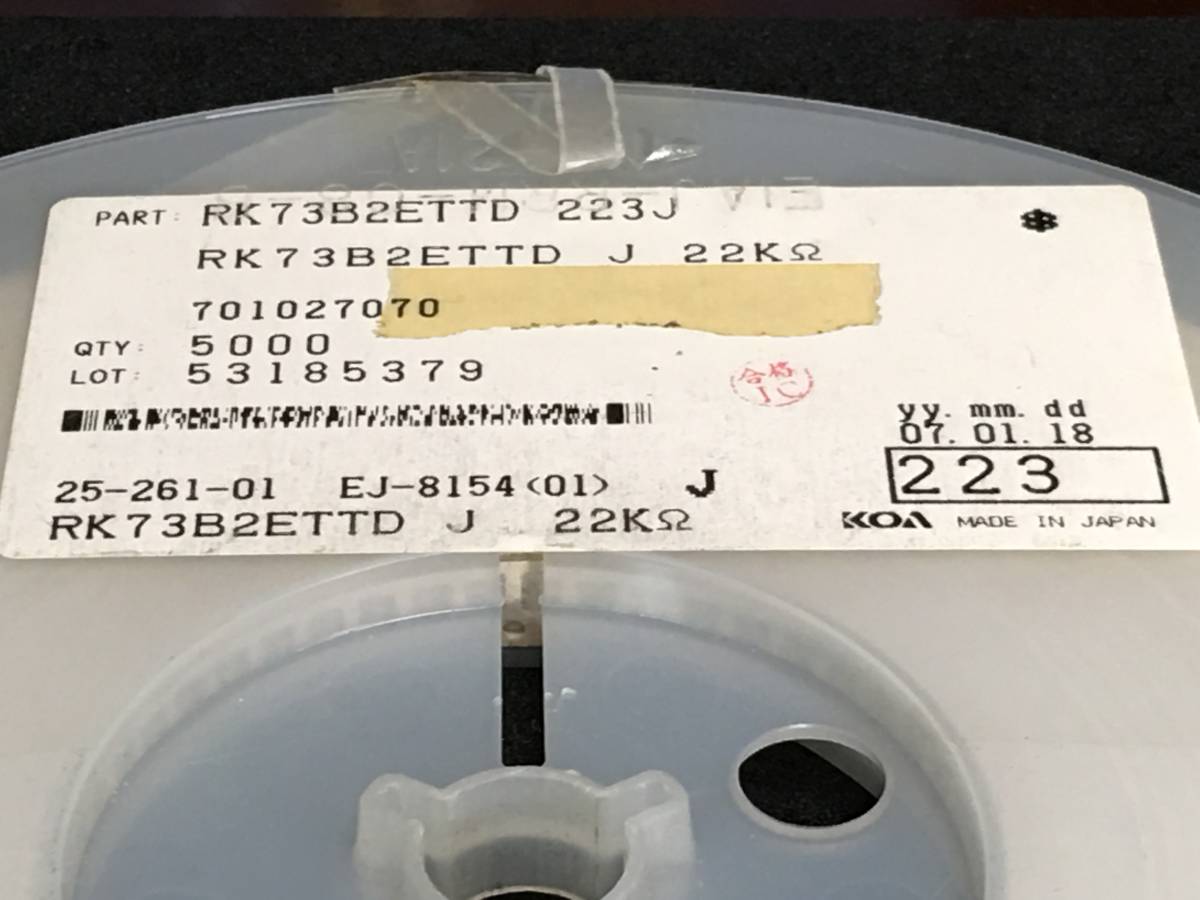 PART: RK73B2ETTD 223J
RK73B2ETTD J 22KΩ
701027070
QTY: 5000
LOT: 53185379
合格
yy. mm. dd
07. 01. 18
223
25-261-01 EJ-8154(01) J
RK73B2ETTD J 22KΩ
KOA MADE IN JAPAN